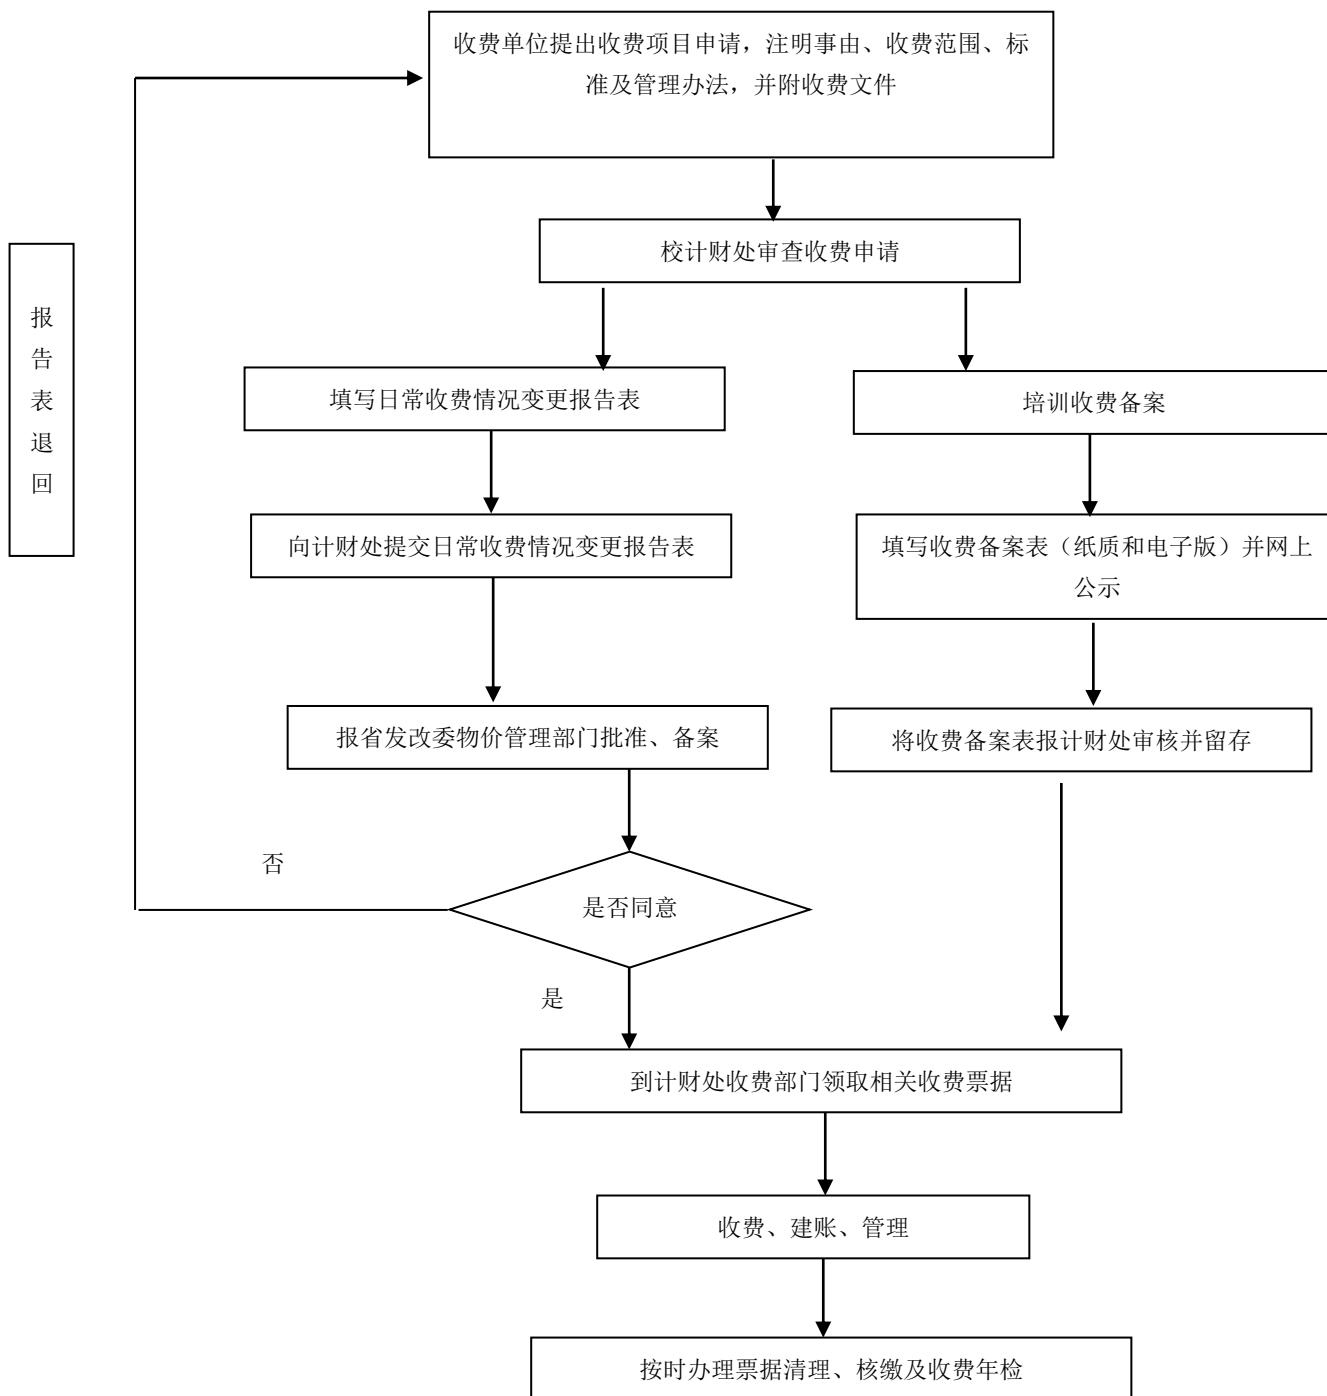 收费单位提出收费项目申请，注明事由、收费范围、标
准及管理办法，并附收费文件
校计财处审查收费申请
报
告
表
退
回
填写日常收费情况变更报告表
培训收费备案
向计财处提交日常收费情况变更报告表
填写收费备案表（纸质和电子版）并网上
公示
报省发改委物价管理部门批准、备案
将收费备案表报计财处审核并留存
否
是否同意
是
到计财处收费部门领取相关收费票据
收费、建账、管理
按时办理票据清理、核缴及收费年检